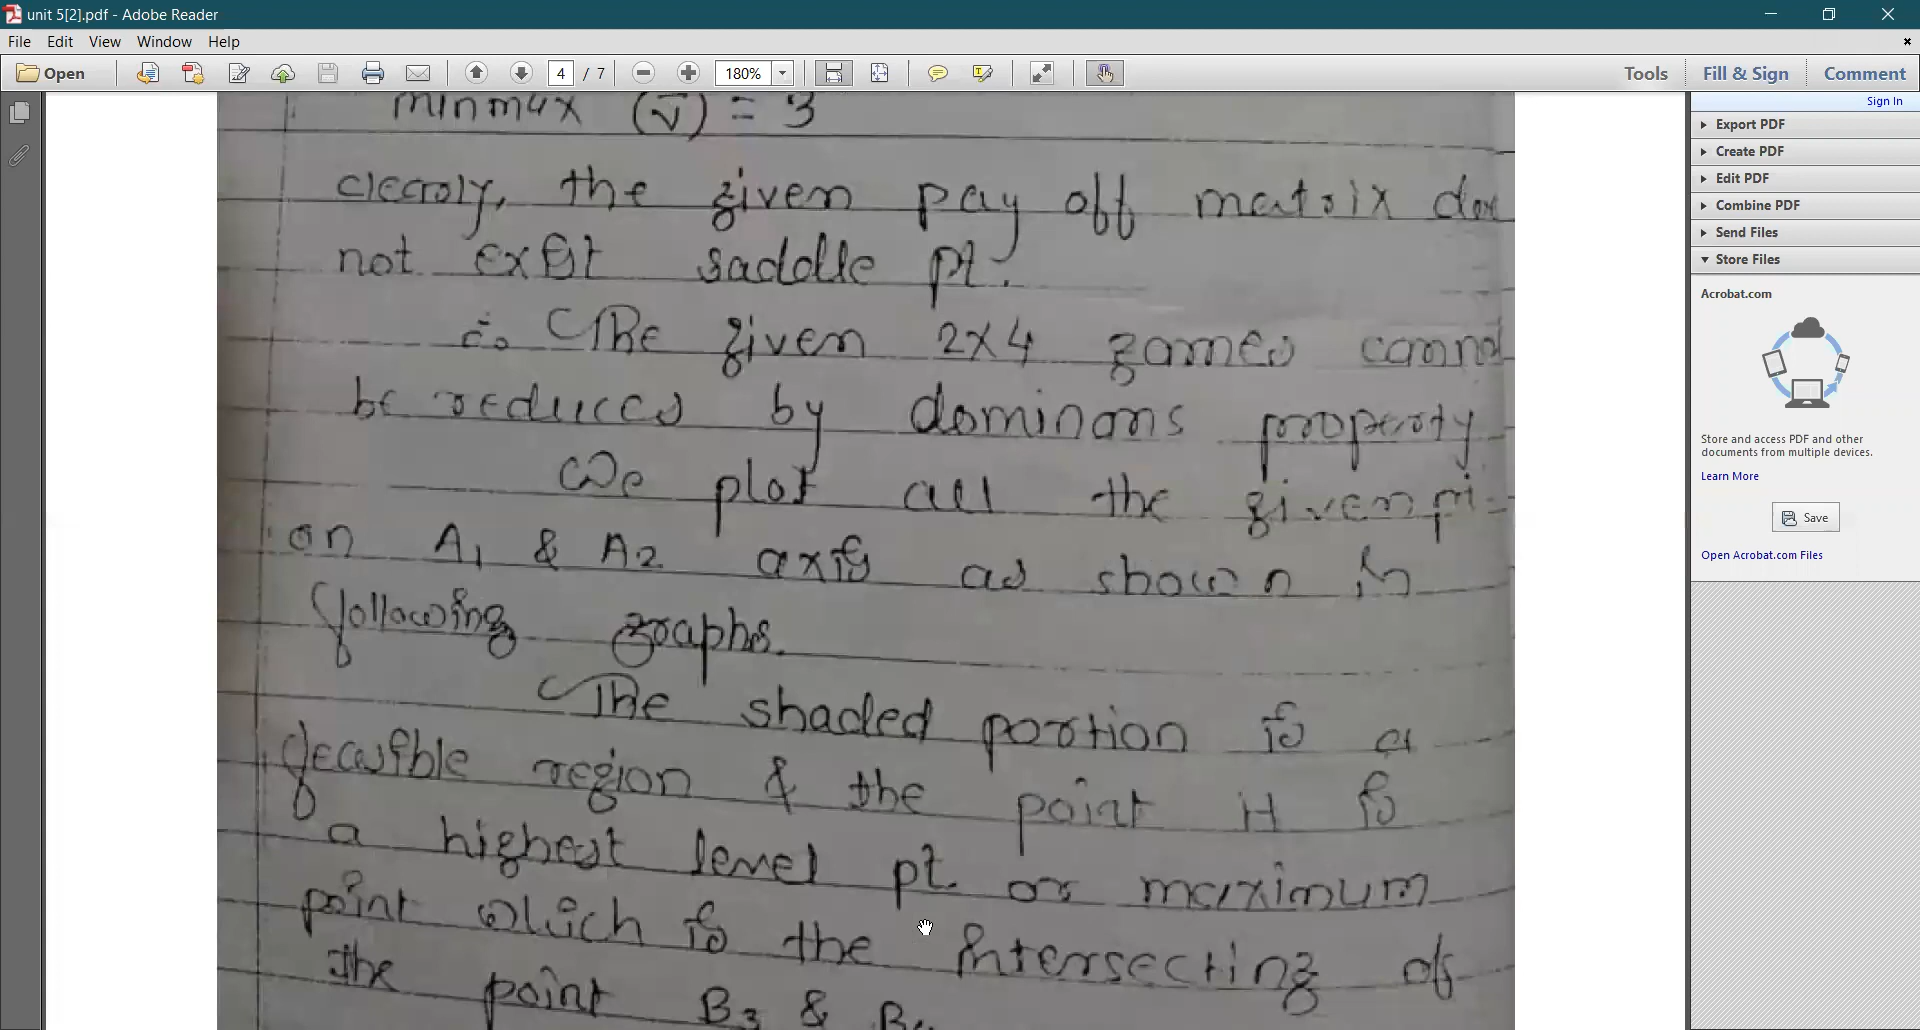 unit 5[2].pdf - Adobe Reader
File Edit View Window Help
Open 4 / 7 180% Tools Fill & Sign Comment
Sign In
Export PDF
Create PDF
Edit PDF
Combine PDF
Send Files
Store Files
Acrobat.com
Store and access PDF and other
documents from multiple devices.
Learn More
Save
Open Acrobat.com Files
minmax (v̄) = 3
clearly, the given pay off matrix
not exist saddle pt.
∴ The given 2x4 games
be reduces by dominans property
We plot all the given pt
on A1 & A2 axis as shown in
following graphs.
The shaded portion is a
feasible region & the point H is
a highest level pt. or maximum
point which is the intersecting of
the point B3 &